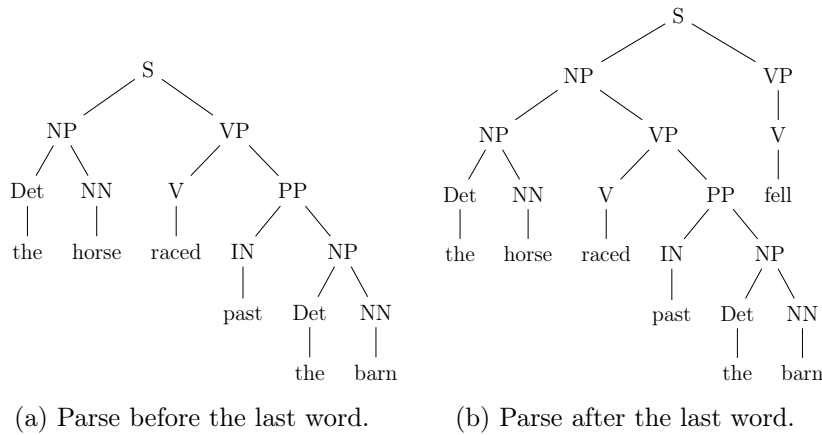 S
NP VP
Det NN V PP
the horse raced IN NP
past Det NN
the barn
(a) Parse before the last word.
S
NP VP
NP VP V
Det NN V PP fell
the horse raced IN NP
past Det NN
the barn
(b) Parse after the last word.